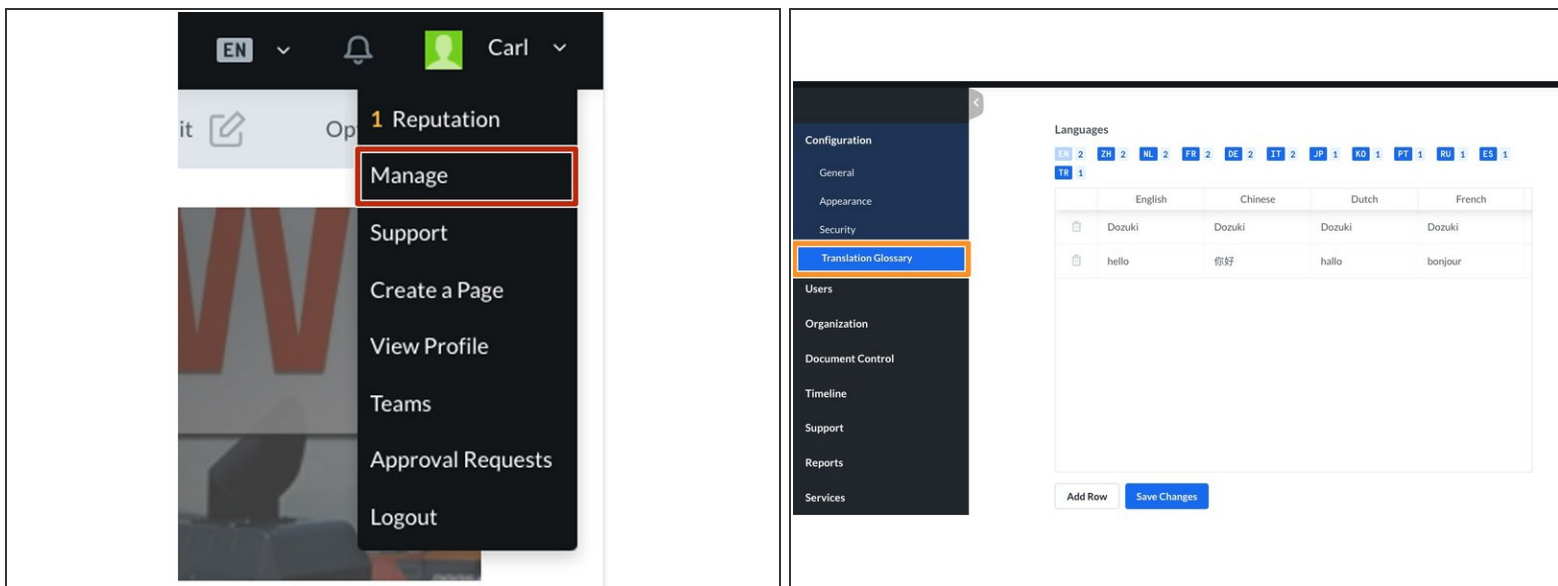 EN Carl
it Op
1 Reputation
Manage
Support
Create a Page
View Profile
Teams
Approval Requests
Logout
Configuration
General
Appearance
Security
Translation Glossary
Users
Organization
Document Control
Timeline
Support
Reports
Services
Languages
EN 2 ZH 2 NL 2 FR 2 DE 2 IT 2 JP 1 KO 1 PT 1 RU 1 ES 1
TR 1
English Chinese Dutch French
Dozuki Dozuki Dozuki Dozuki
hello 你好 hallo bonjour
Add Row Save Changes